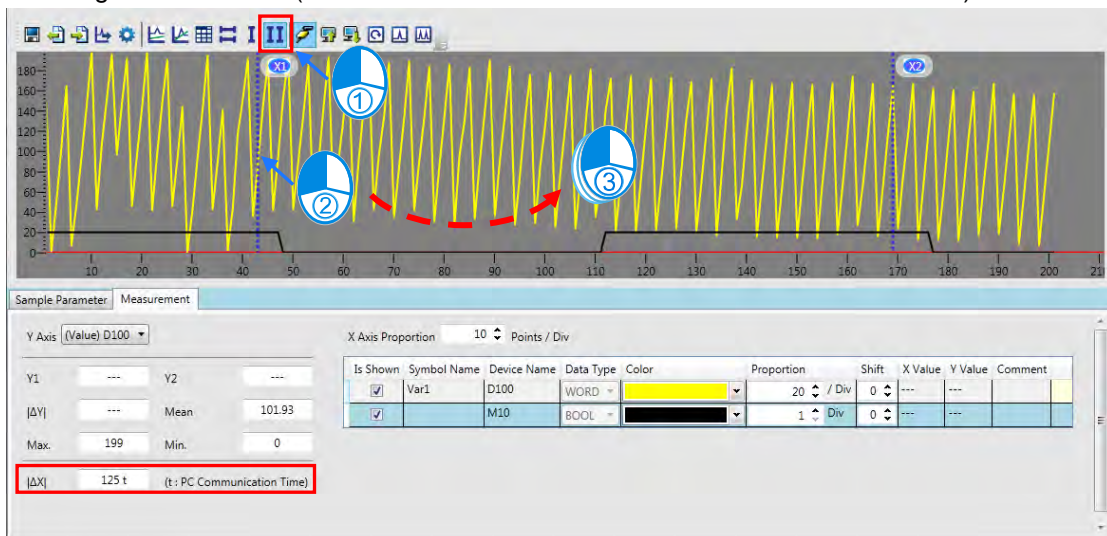 X1 X2
180
160
140
120
100
80
60
40
20
0
①
②
③
10 20 30 40 50 60 70 80 90 100 110 120 130 140 150 160 170 180 190 200
Sample Parameter Measurement
Y Axis (Value) D100
X Axis Proportion 10 Points / Div
Y1 --- Y2 ---
|ΔY| --- Mean 101.93
Max. 199 Min. 0
|ΔX| 125 t (t : PC Communication Time)
Is Shown Symbol Name Device Name Data Type Color Proportion Shift X Value Y Value Comment
Var1 D100 WORD 20 / Div 0 --- ---
M10 BOOL 1 Div 0 --- ---